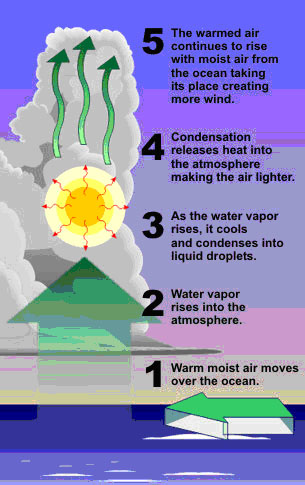 5 The warmed air
continues to rise
with moist air from
the ocean taking
its place creating
more wind.
4 Condensation
releases heat into
the atmosphere
making the air lighter.
3 As the water vapor
rises, it cools
and condenses into
liquid droplets.
2 Water vapor
rises into the
atmosphere.
1 Warm moist air moves
over the ocean.